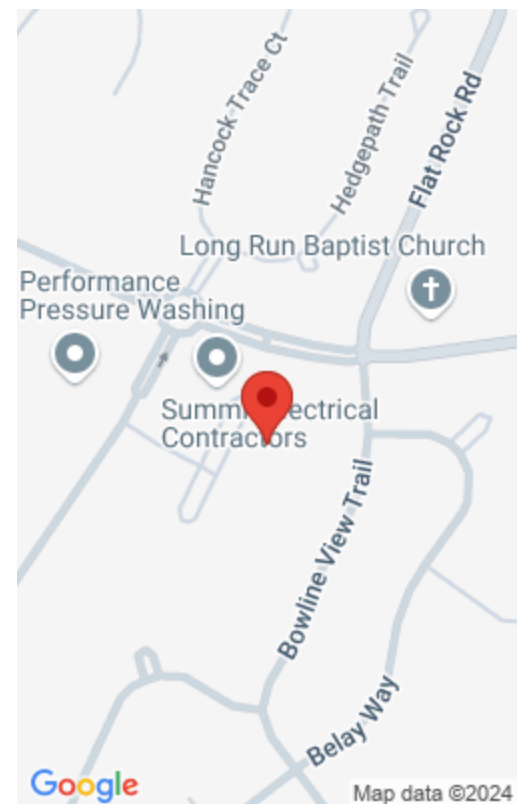 Hancock Trace Ct
Hedgepath Trail
Flat Rock Rd
Long Run Baptist Church
Performance
Pressure Washing
Contractors
Bowline View Trail
Belay Way
Google
Map data ©2024